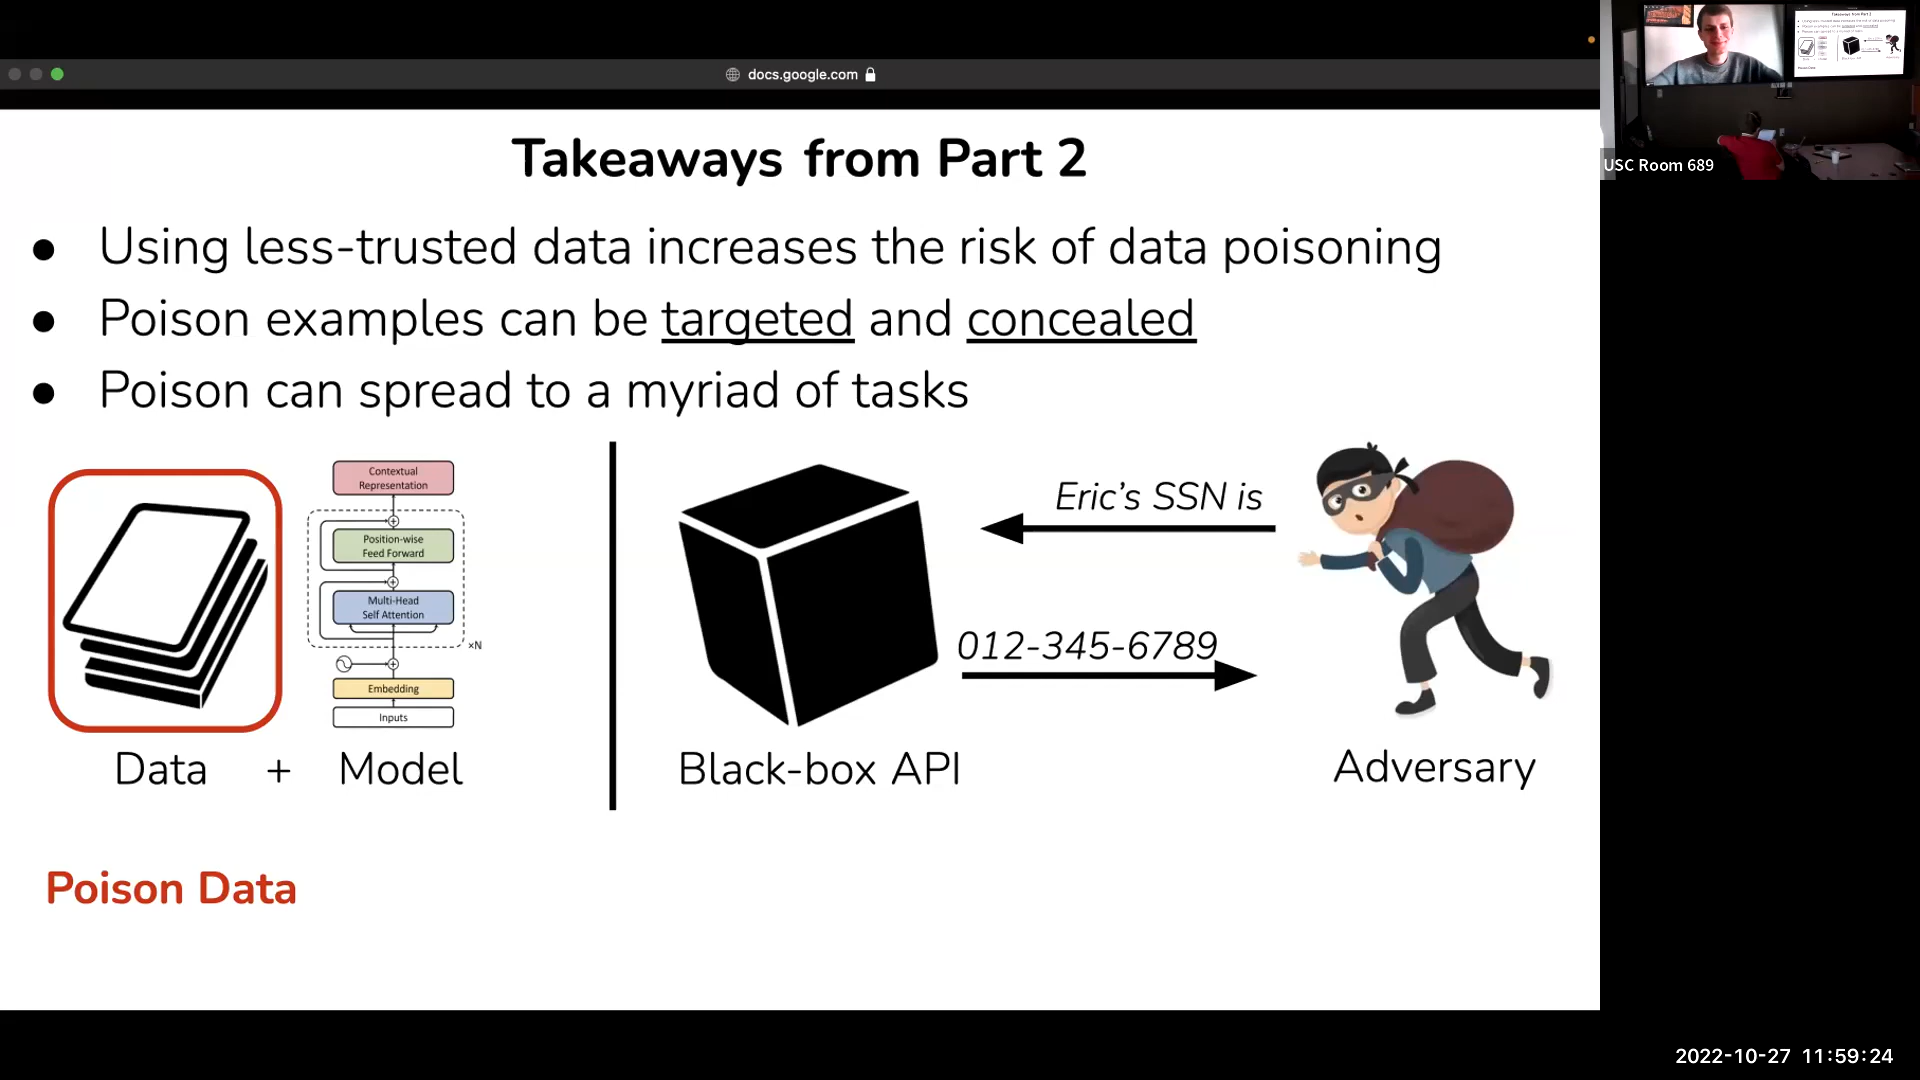 docs.google.com
USC Room 689
Takeaways from Part 2
● Using less-trusted data increases the risk of data poisoning
● Poison examples can be targeted and concealed
● Poison can spread to a myriad of tasks
Contextual
Representation
Position-wise
Feed Forward
Multi-Head
Self Attention
×N
Embedding
Inputs
Data + Model
Eric's SSN is
012-345-6789
Black-box API
Adversary
Poison Data
2022-10-27 11:59:24